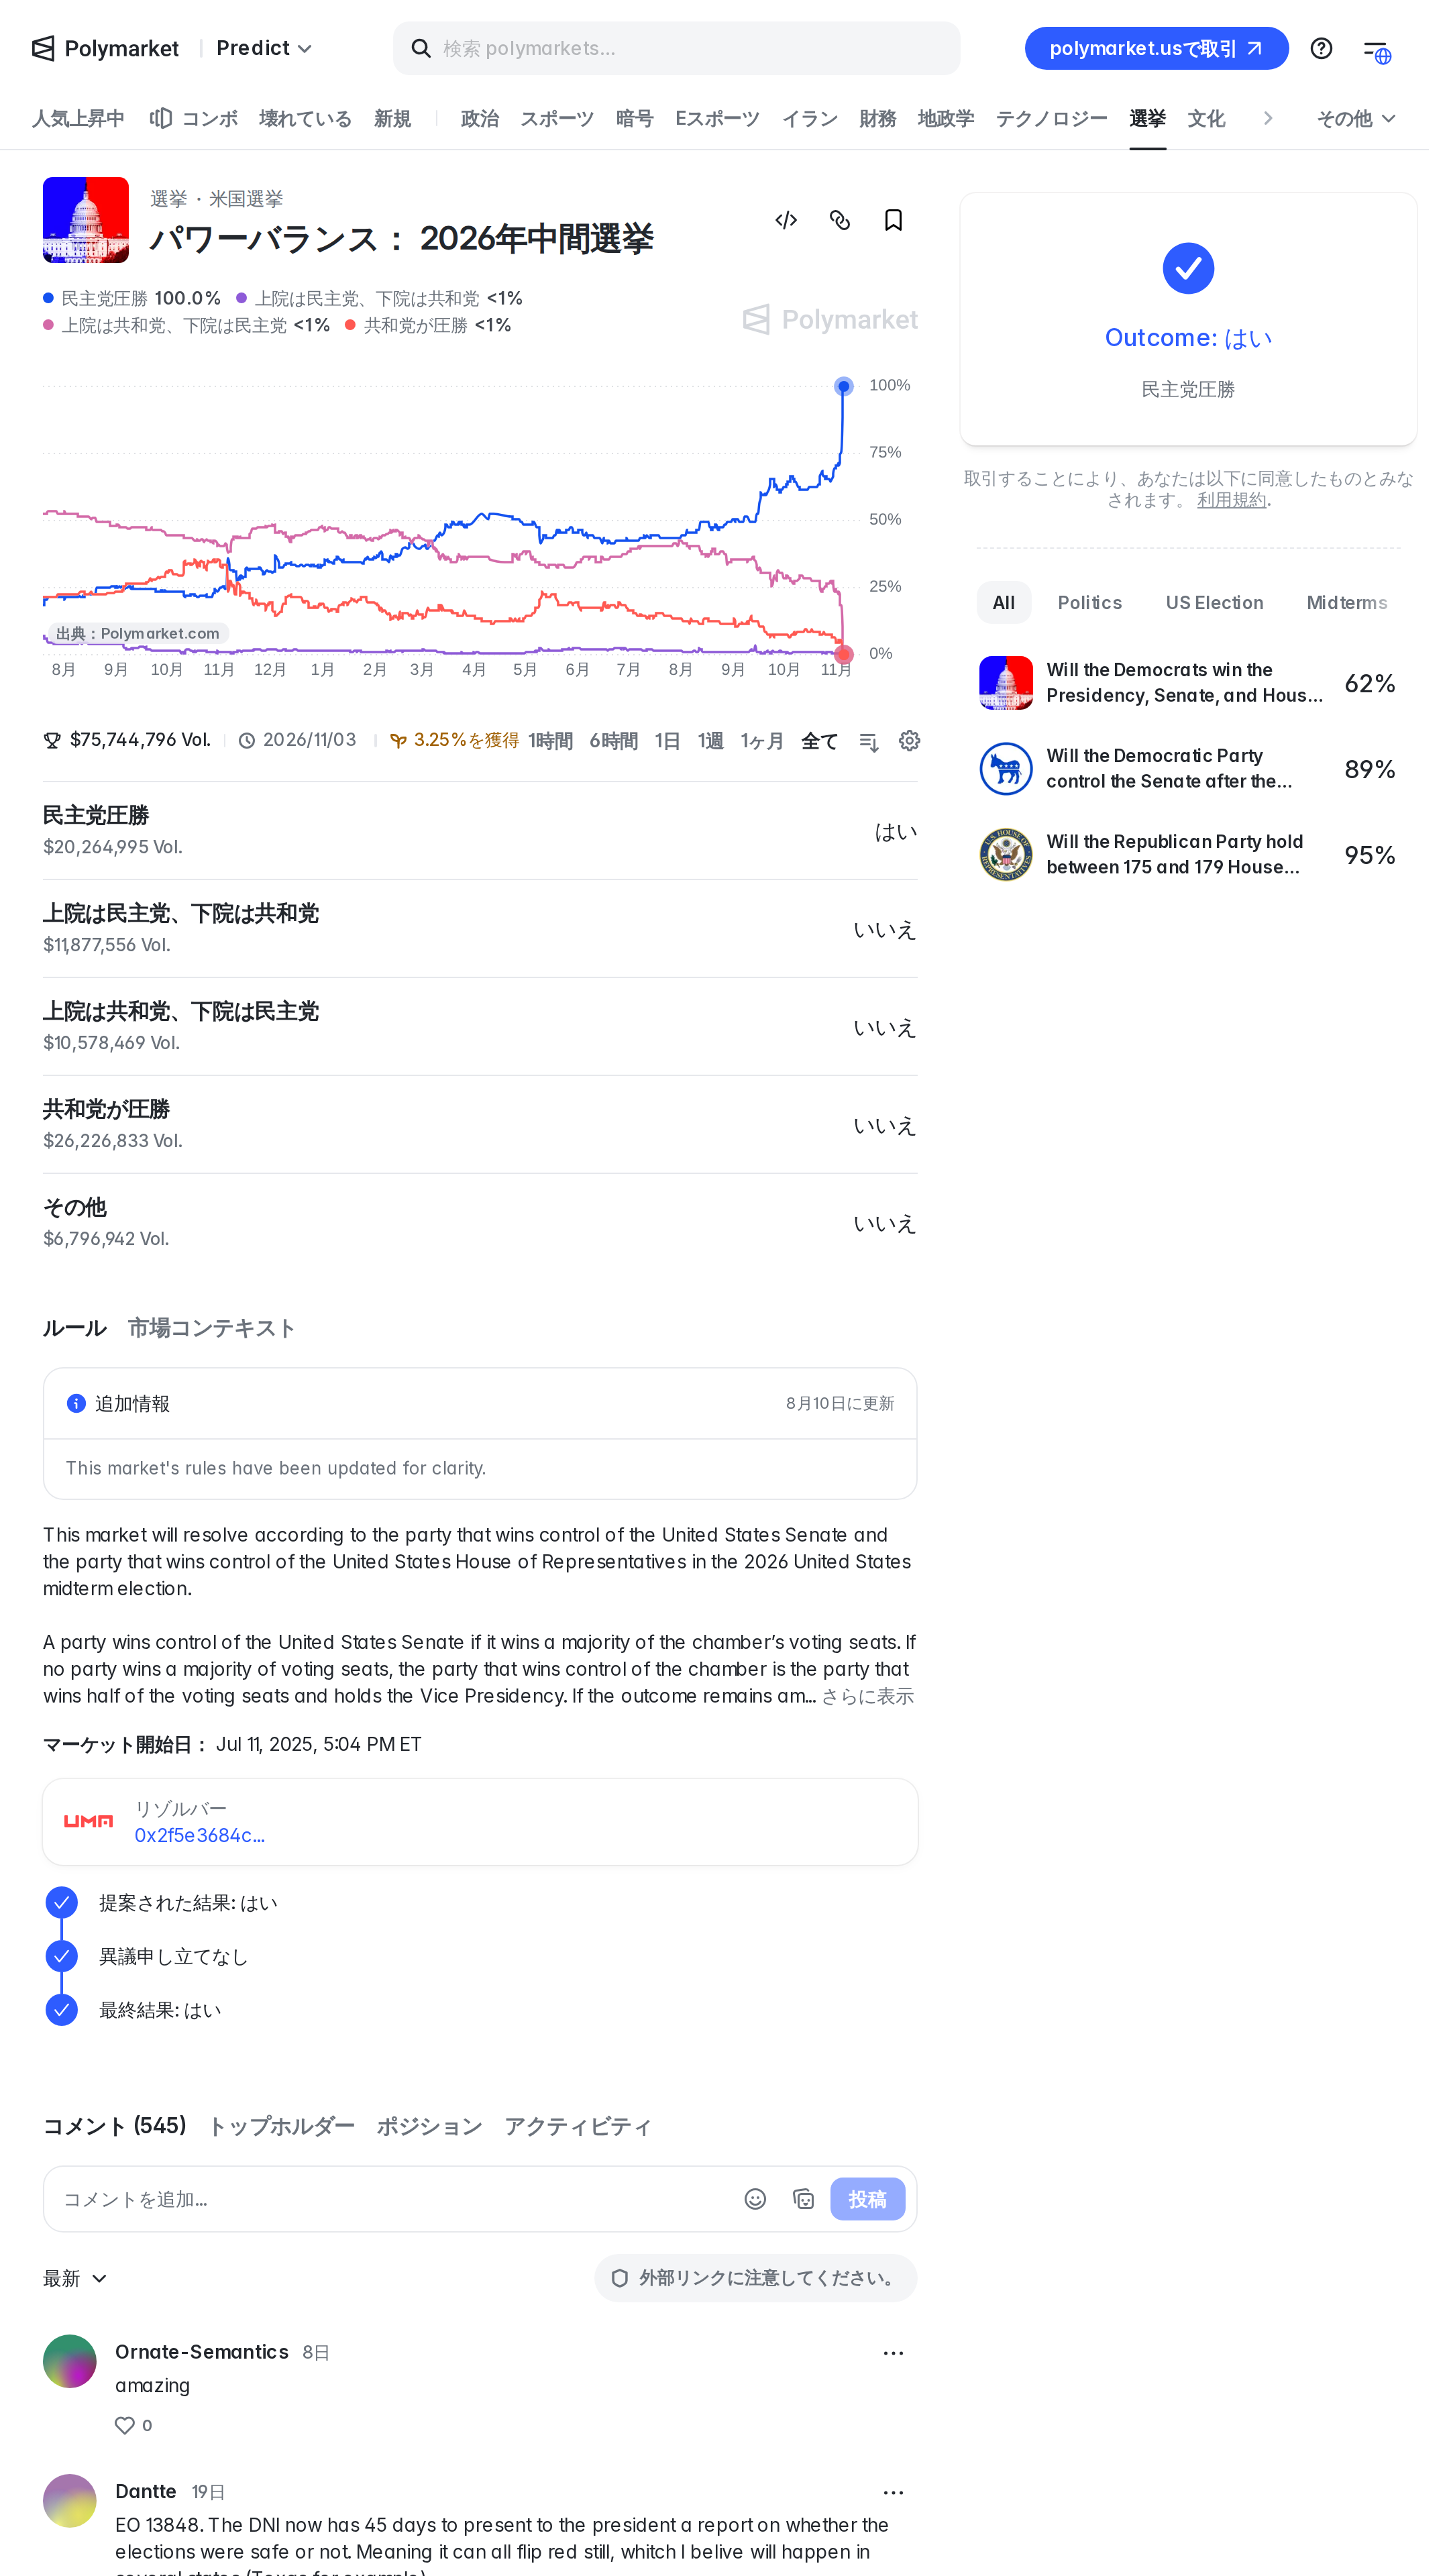 Polymarket
Predict
検索 polymarkets...
polymarket.usで取引
人気上昇中 コンボ 壊れている 新規 政治 スポーツ 暗号 Eスポーツ イラン 財務 地政学 テクノロジー 選挙 文化 その他
選挙 · 米国選挙
パワーバランス： 2026年中間選挙
民主党圧勝 100.0% 上院は民主党、下院は共和党 <1%
上院は共和党、下院は民主党 <1% 共和党が圧勝 <1%
Polymarket
100%
75%
50%
25%
0%
出典：Polymarket.com
8月 9月 10月 11月 12月 1月 2月 3月 4月 5月 6月 7月 8月 9月 10月 11月
$75,744,796 Vol. 2026/11/03 3.25%を獲得 1時間 6時間 1日 1週 1ヶ月 全て
民主党圧勝
$20,264,995 Vol.
はい
上院は民主党、下院は共和党
$11,877,556 Vol.
いいえ
上院は共和党、下院は民主党
$10,578,469 Vol.
いいえ
共和党が圧勝
$26,226,833 Vol.
いいえ
その他
$6,796,942 Vol.
いいえ
ルール 市場コンテキスト
追加情報 8月10日に更新
This market's rules have been updated for clarity.
This market will resolve according to the party that wins control of the United States Senate and
the party that wins control of the United States House of Representatives in the 2026 United States
midterm election.
A party wins control of the United States Senate if it wins a majority of the chamber’s voting seats. If
no party wins a majority of voting seats, the party that wins control of the chamber is the party that
wins half of the voting seats and holds the Vice Presidency. If the outcome remains am... さらに表示
マーケット開始日： Jul 11, 2025, 5:04 PM ET
UMA
リゾルバー
0x2f5e3684c...
提案された結果: はい
異議申し立てなし
最終結果: はい
コメント (545) トップホルダー ポジション アクティビティ
コメントを追加...
投稿
最新
外部リンクに注意してください。
Ornate-Semantics 8日
amazing
0
Dantte 19日
EO 13848. The DNI now has 45 days to present to the president a report on whether the
elections were safe or not. Meaning it can all flip red still, whitch I belive will happen in
Outcome: はい
民主党圧勝
取引することにより、あなたは以下に同意したものとみな
されます。 利用規約.
All Politics US Election Midterms
Will the Democrats win the
Presidency, Senate, and Hous...
62%
Will the Democratic Party
control the Senate after the...
89%
Will the Republican Party hold
between 175 and 179 House...
95%